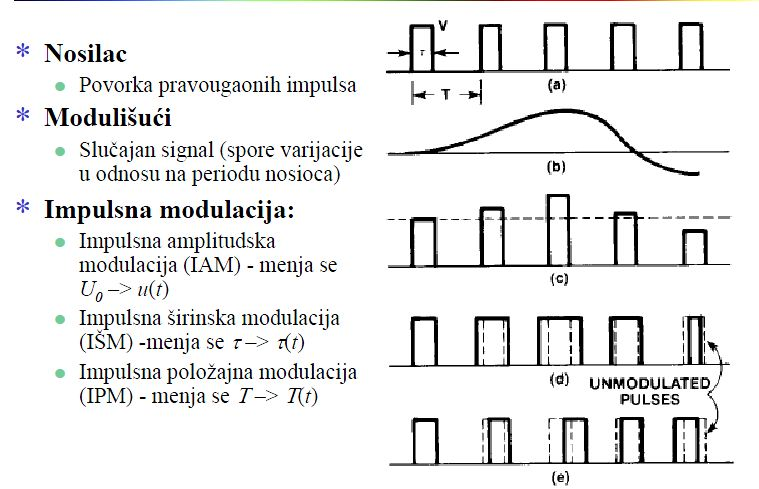 * Nosilac
● Povorka pravougaonih impulsa
* Modulišući
● Slučajan signal (spore varijacije
u odnosu na periodu nosioca)
* Impulsna modulacija:
● Impulsna amplitudska
modulacija (IAM) - menja se
U₀ –> u(t)
● Impulsna širinska modulacija
(IŠM) -menja se τ –> τ(t)
● Impulsna položajna modulacija
(IPM) - menja se T –> T(t)
V
τ
(a)
T
(b)
(c)
(d)
UNMODULATED
PULSES
(e)